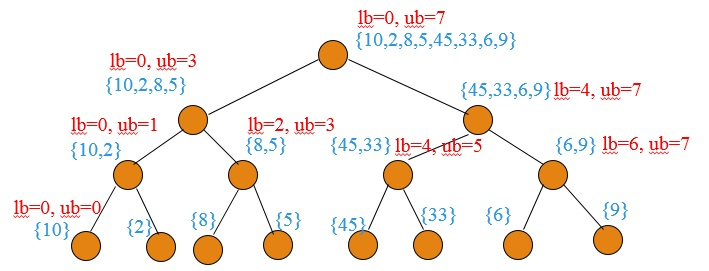 lb=0, ub=7
{10,2,8,5,45,33,6,9}
lb=0, ub=3
{10,2,8,5}
{45,33,6,9} lb=4, ub=7
lb=0, ub=1
{10,2}
lb=2, ub=3
{8,5}
{45,33} lb=4, ub=5
{6,9} lb=6, ub=7
lb=0, ub=0
{10}
{2}
{8}
{5}
{45}
{33}
{6}
{9}